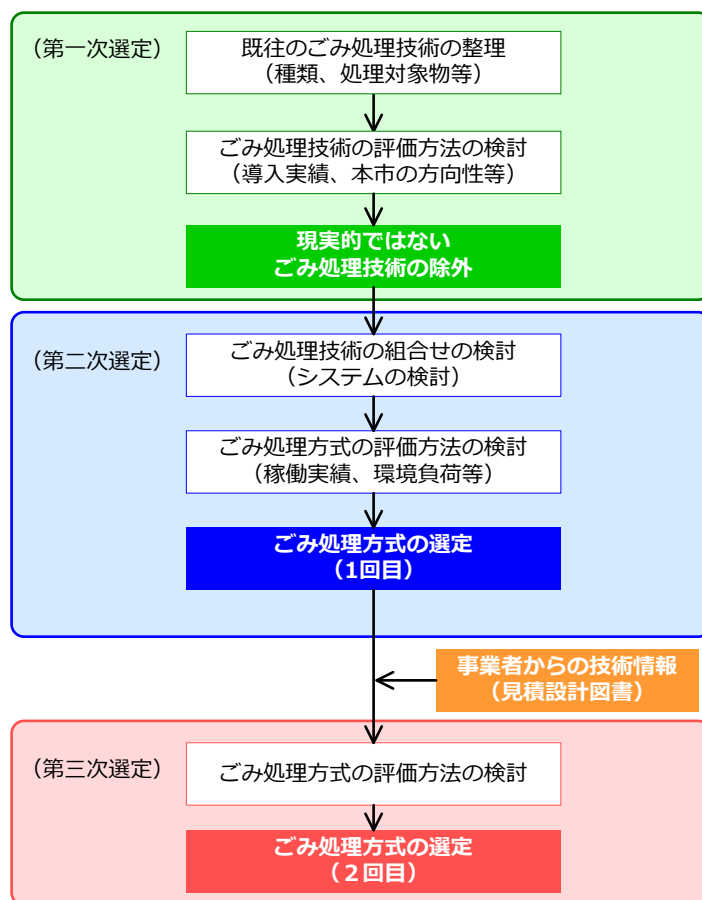 （第一次選定）
既往のごみ処理技術の整理
（種類、処理対象物等）
ごみ処理技術の評価方法の検討
（導入実績、本市の方向性等）
現実的ではない
ごみ処理技術の除外
（第二次選定）
ごみ処理技術の組合せの検討
（システムの検討）
ごみ処理方式の評価方法の検討
（稼働実績、環境負荷等）
ごみ処理方式の選定
（1回目）
事業者からの技術情報
（見積設計図書）
（第三次選定）
ごみ処理方式の評価方法の検討
ごみ処理方式の選定
（２回目）